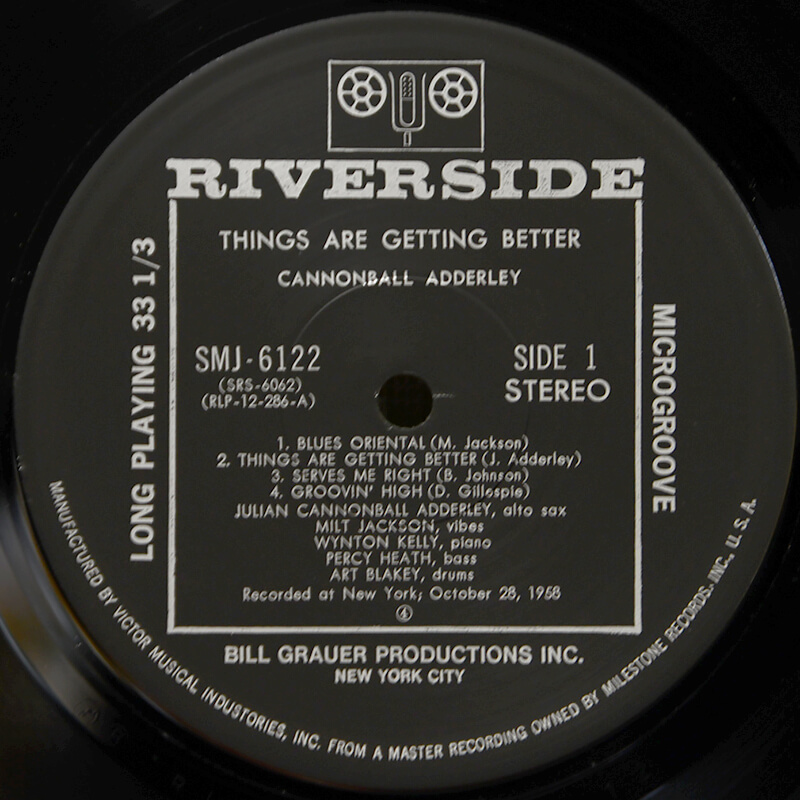 RIVERSIDE
THINGS ARE GETTING BETTER
CANNONBALL ADDERLEY
LONG PLAYING 33 1/3
MICROGROOVE
SMJ-6122
(SRS-6062)
(RLP-12-286-A)
SIDE 1
STEREO
1. BLUES ORIENTAL (M. Jackson)
2. THINGS ARE GETTING BETTER (J. Adderley)
3. SERVES ME RIGHT (B. Johnson)
4. GROOVIN' HIGH (D. Gillespie)
JULIAN CANNONBALL ADDERLEY, alto sax
MILT JACKSON, vibes
WYNTON KELLY, piano
PERCY HEATH, bass
ART BLAKEY, drums
Recorded at New York; October 28, 1958
④
BILL GRAUER PRODUCTIONS INC.
NEW YORK CITY
MANUFACTURED BY VICTOR MUSICAL INDUSTORIES, INC. FROM A MASTER RECORDING OWNED BY MILESTONE RECORDS. INC., U. S. A.